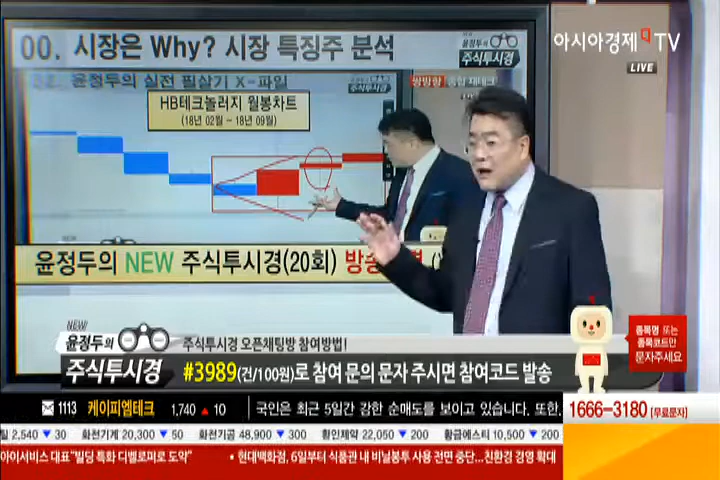 00. 시장은 Why? 시장 특징주 분석
윤정두의
주식투시경
아시아경제TV
LIVE
윤정두의 실전 필살기 X-파일
HB테크놀러지 월봉차트
(18년 02월 ~ 18년 09월)
윤정두의 NEW 주식투시경(20회)
NEW!
윤정두의
주식투시경
주식투시경 오픈채팅방 참여방법!
#3989(건/100원)로 참여 문의 문자 주시면 참여코드 발송
종목명 또는
종목코드만
문자주세요
1113 케이피엠테크 1,740 ▲ 10 국인은 최근 5일간 강한 순매도를 보이고 있습니다. 또한,
1666-3180 [무료문자]
2,540 ▼ 30 화천기계 20,300 ▼ 50 화천기공 48,900 ▼ 300 황인제약 22,050 ▼ 200 황금에스티 10,500 ▼ 200
아이서비스 대표 "빌딩 특화 디벨로퍼로 도약" • 현대백화점, 6일부터 식품관 내 비닐봉투 사용 전면 중단...친환경 경영 확대